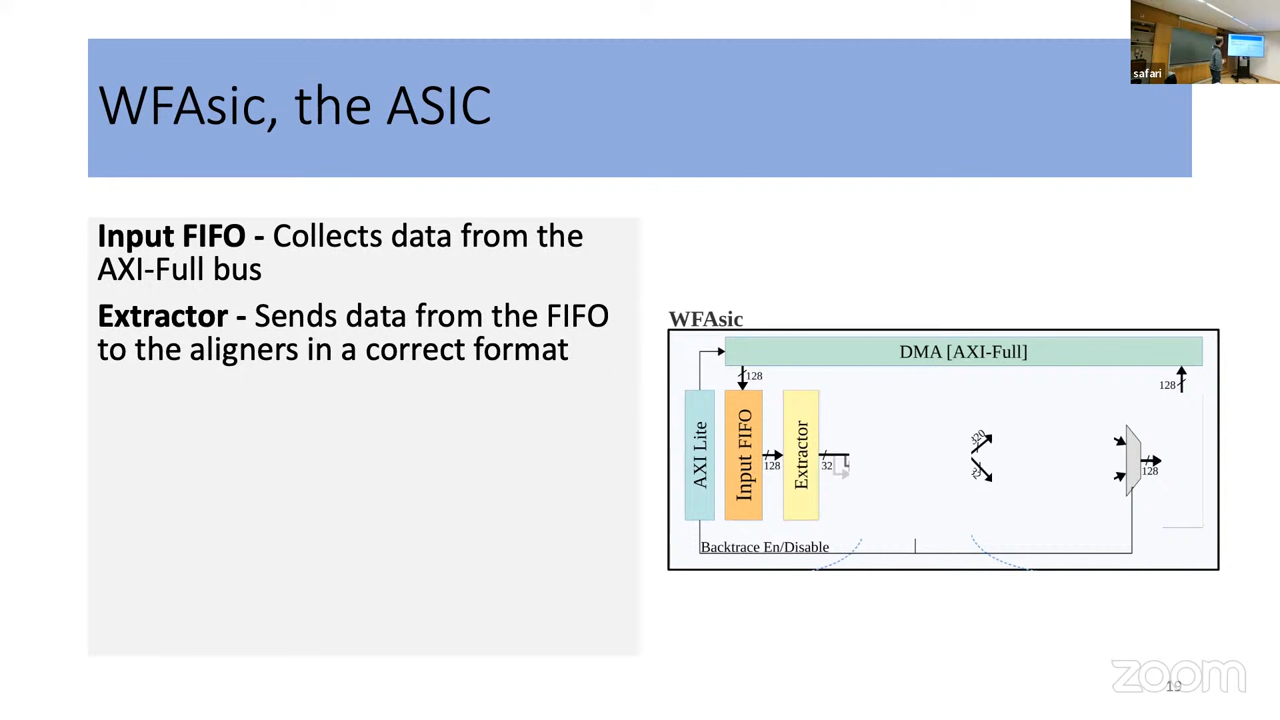 safari
WFAsic, the ASIC
Input FIFO - Collects data from the
AXI-Full bus
Extractor - Sends data from the FIFO
to the aligners in a correct format
WFAsic
DMA [AXI-Full]
128
128
AXI Lite
Input FIFO
128
Extractor
32
320
128
Backtrace En/Disable
zoom
19